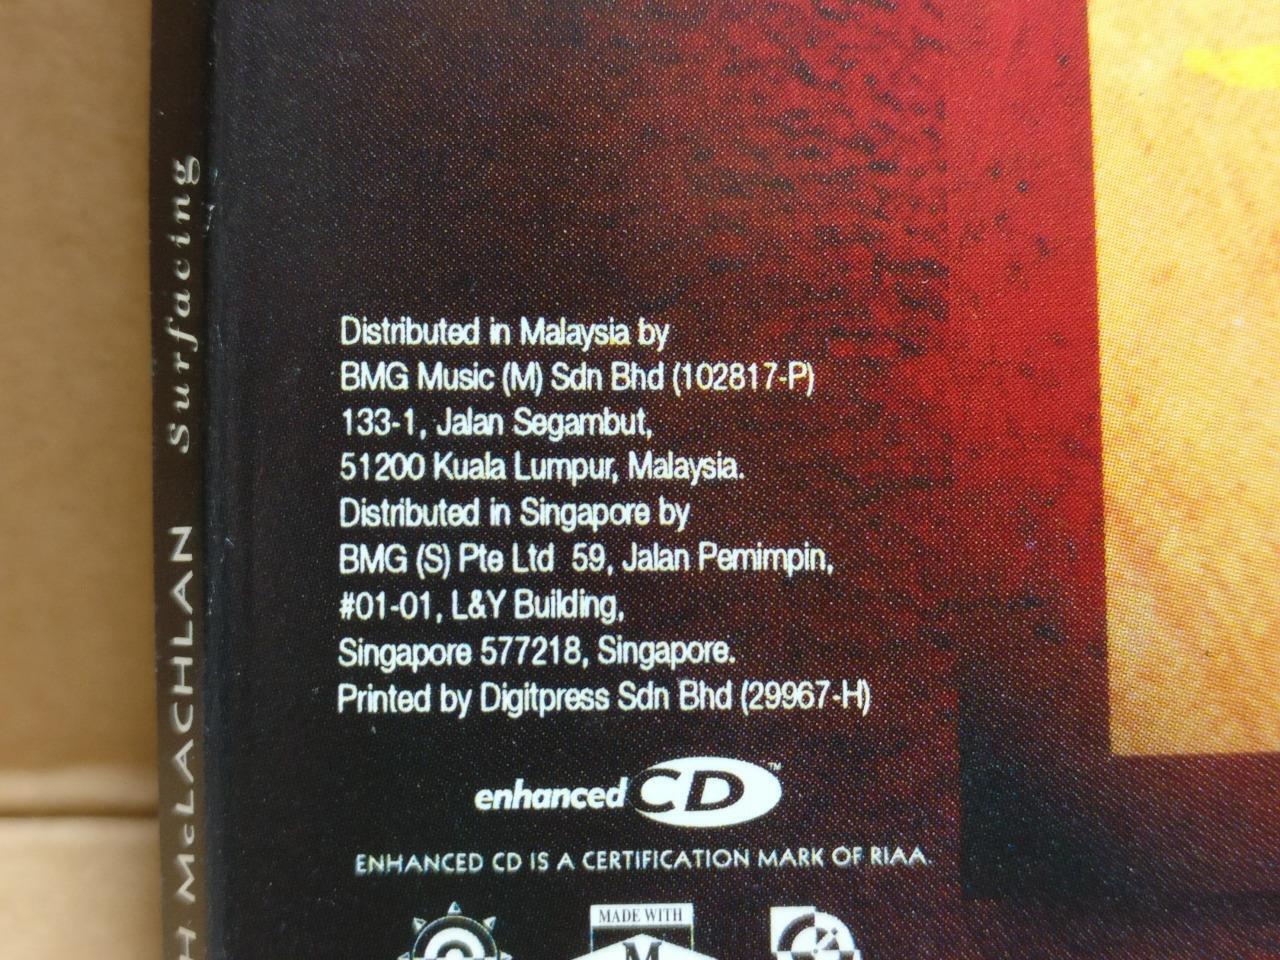 H McLACHLAN Surfacing
Distributed in Malaysia by
BMG Music (M) Sdn Bhd (102817-P)
133-1, Jalan Segambut,
51200 Kuala Lumpur, Malaysia.
Distributed in Singapore by
BMG (S) Pte Ltd 59, Jalan Pemimpin,
#01-01, L&Y Building,
Singapore 577218, Singapore.
Printed by Digitpress Sdn Bhd (29967-H)
enhanced CD™
ENHANCED CD IS A CERTIFICATION MARK OF RIAA.
MADE WITH
M